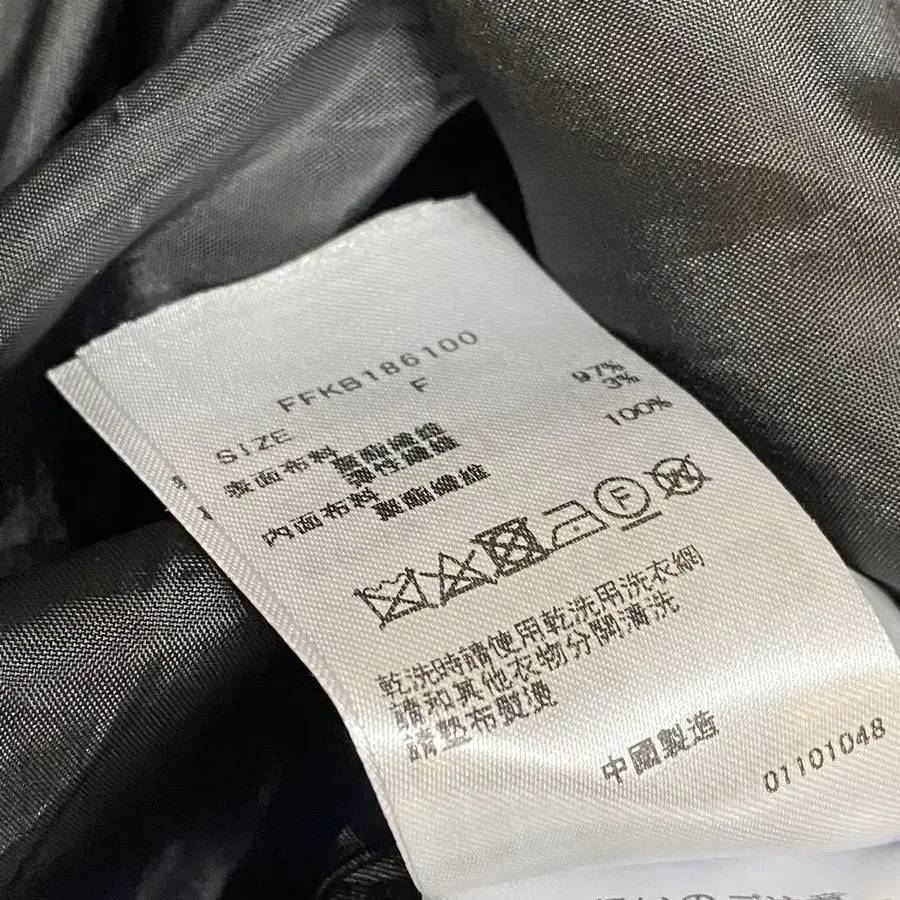 FFKB186100
SIZE F
表面布料 聚酯纖維 97%
彈性纖維 3%
內面布料 聚酯纖維 100%
F
W
乾洗時請使用乾洗用洗衣網
請和其他衣物分開清洗
請墊布熨燙
中國製造
01101048